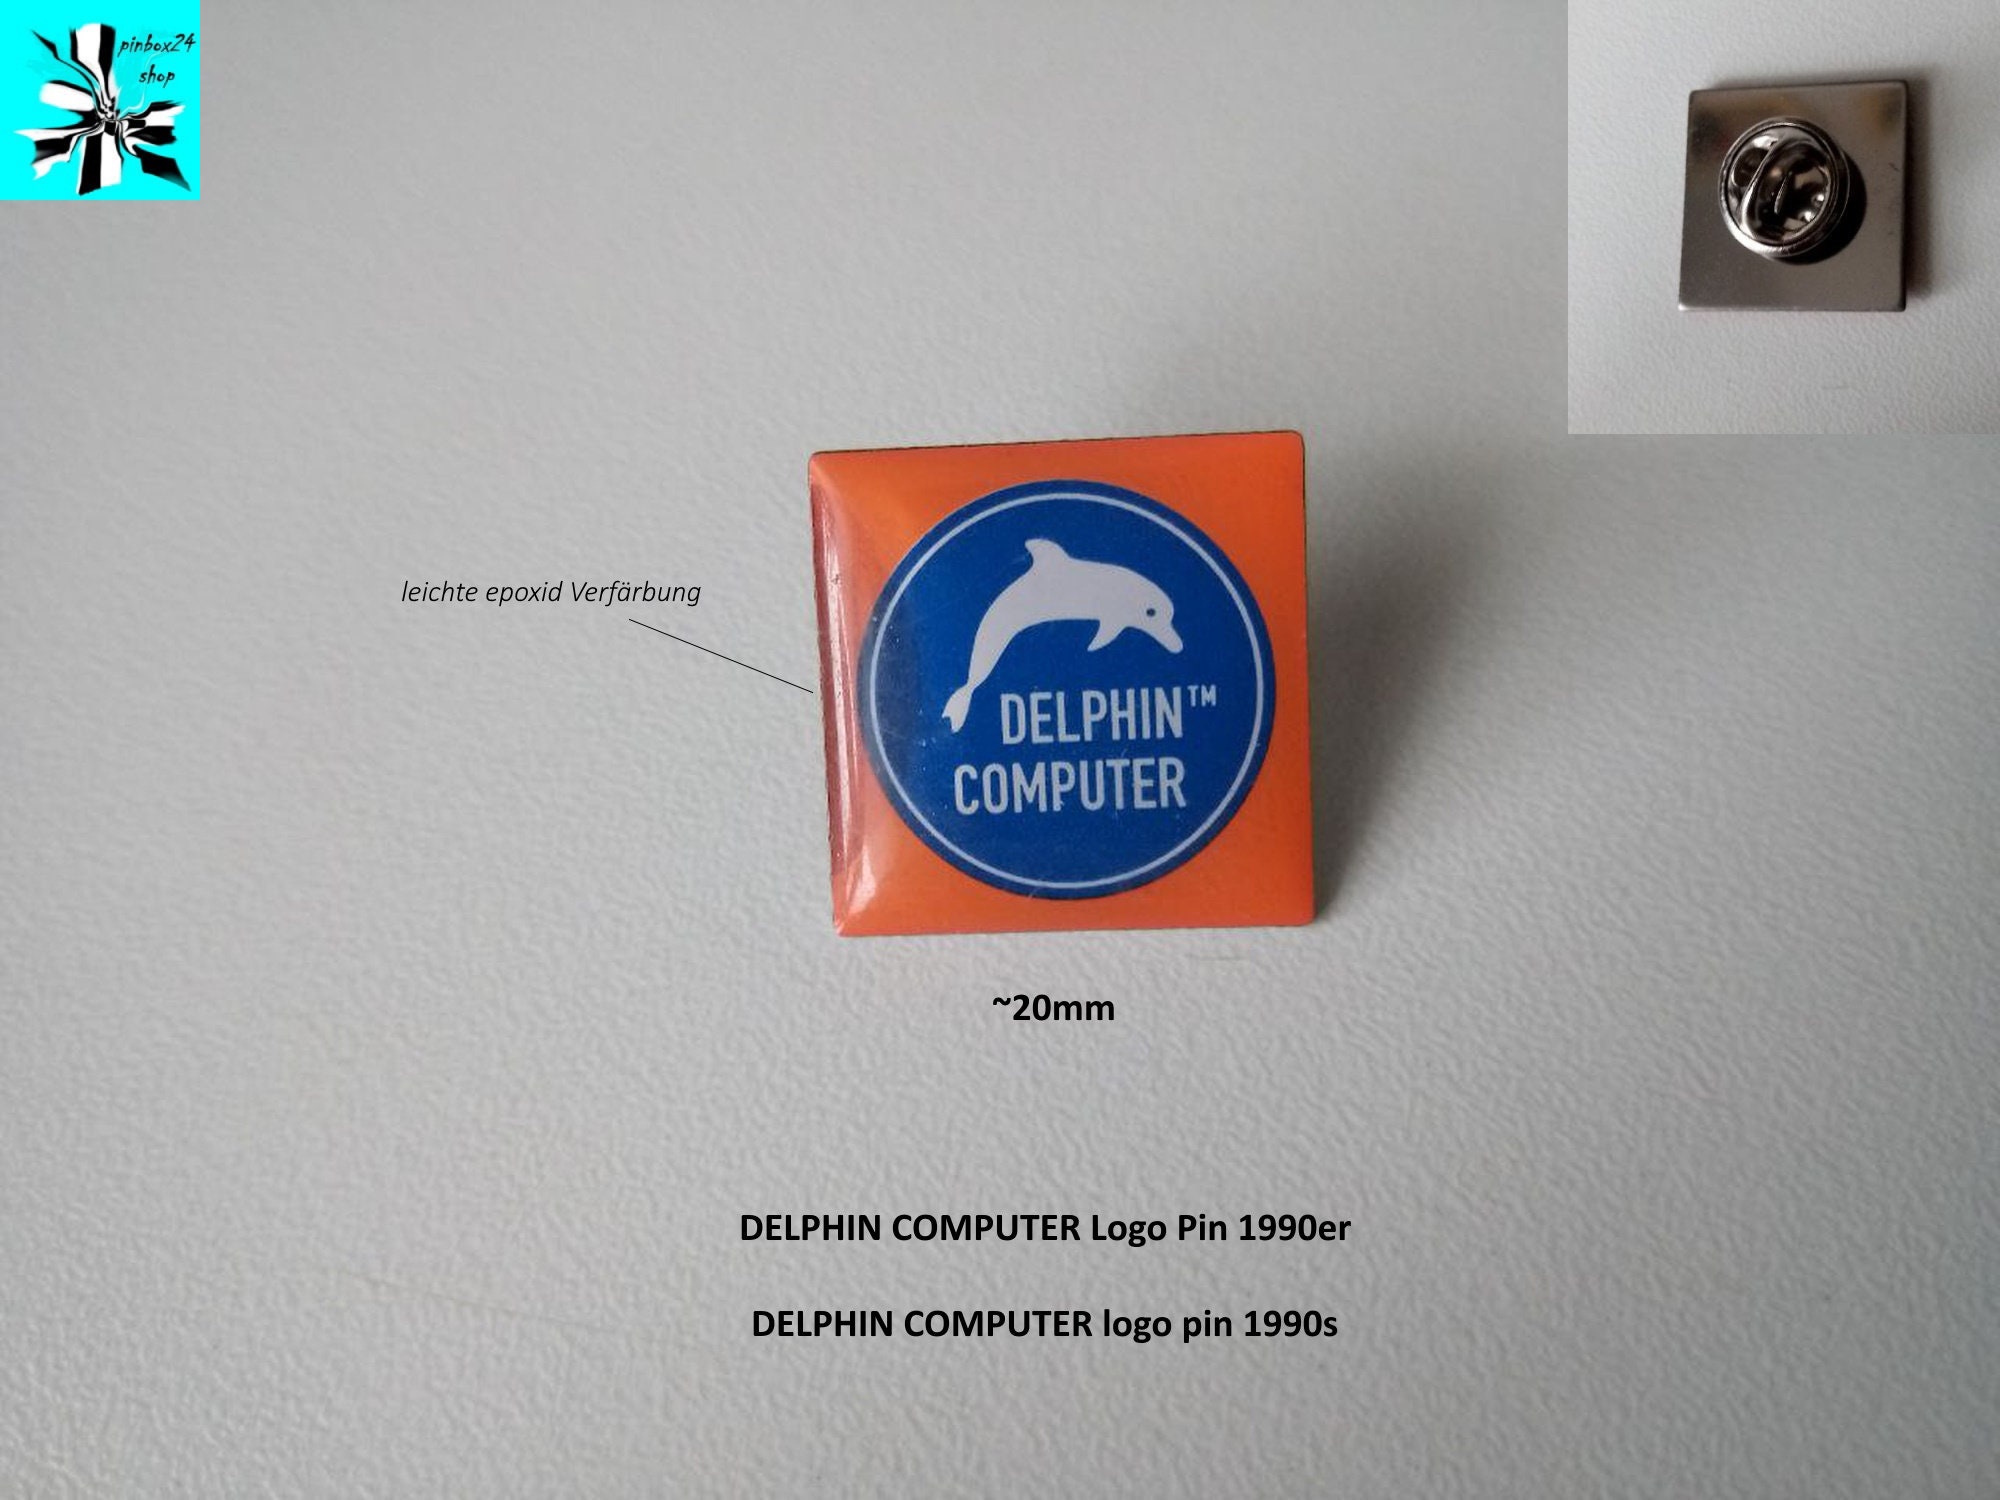 pinbox24
shop
leichte epoxid Verfärbung
DELPHIN™
COMPUTER
~20mm
DELPHIN COMPUTER Logo Pin 1990er
DELPHIN COMPUTER logo pin 1990s